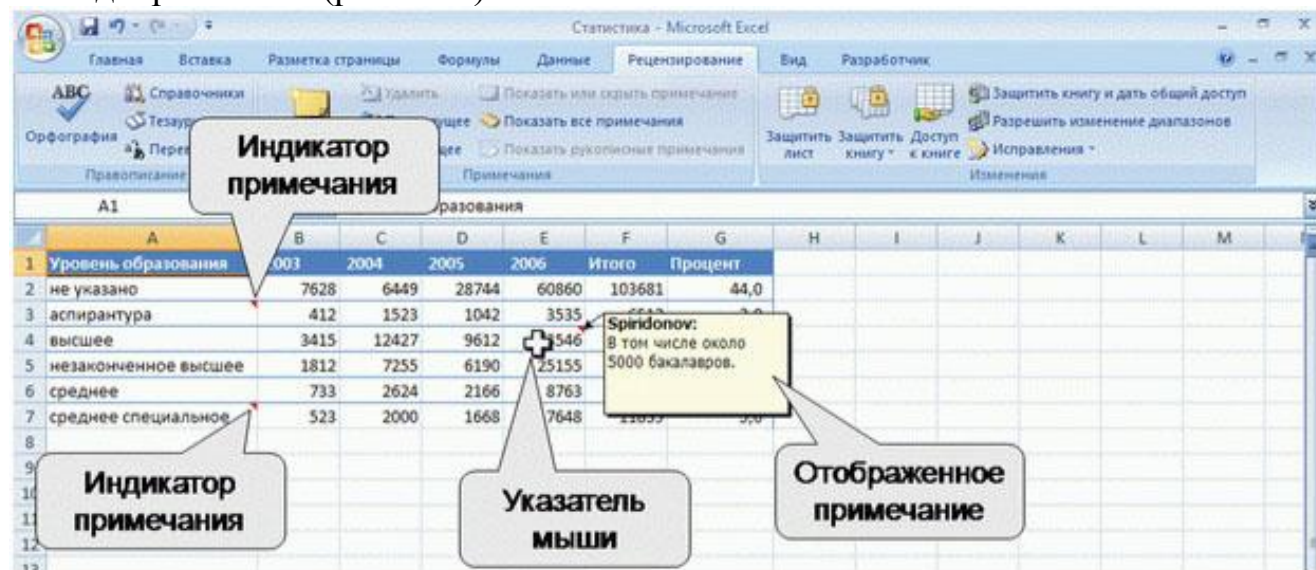 Статистика - Microsoft Excel
Главная Вставка Разметка страницы Формулы Данные Рецензирование Вид Разработчик
ABC Справочники Удалить Показать или скрыть примечание Защитить книгу и дать общий доступ
Орфография Показать все примечания Разрешить изменение диапазонов
Показать рукописные примечания Защитить лист Защитить книгу Доступ к книге Исправления
Правописание Примечания Изменения
Индикатор
примечания
A1
A B C D E F G H I J K L M
1 Уровень образования 2003 2004 2005 2006 Итого Процент
2 не указано 7628 6449 28744 60860 103681 44,0
3 аспирантура 412 1523 1042 3535
4 высшее 3415 12427 9612
5 незаконченное высшее 1812 7255 6190 25155
6 среднее 733 2624 2166 8763
7 среднее специальное 523 2000 1668 7648
8
Spiridonov:
В том числе около
5000 бакалавров.
Индикатор
примечания
Указатель
мыши
Отображенное
примечание